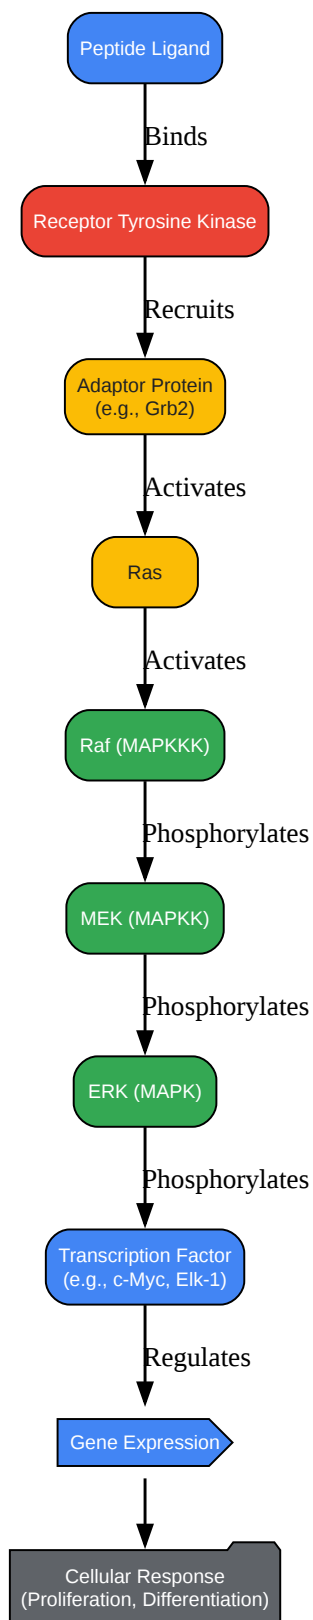 Peptide Ligand
Binds
Receptor Tyrosine Kinase
Recruits
Adaptor Protein
(e.g., Grb2)
Activates
Ras
Activates
Raf (MAPKKK)
Phosphorylates
MEK (MAPKK)
Phosphorylates
ERK (MAPK)
Phosphorylates
Transcription Factor
(e.g., c-Myc, Elk-1)
Regulates
Gene Expression
Cellular Response
(Proliferation, Differentiation)